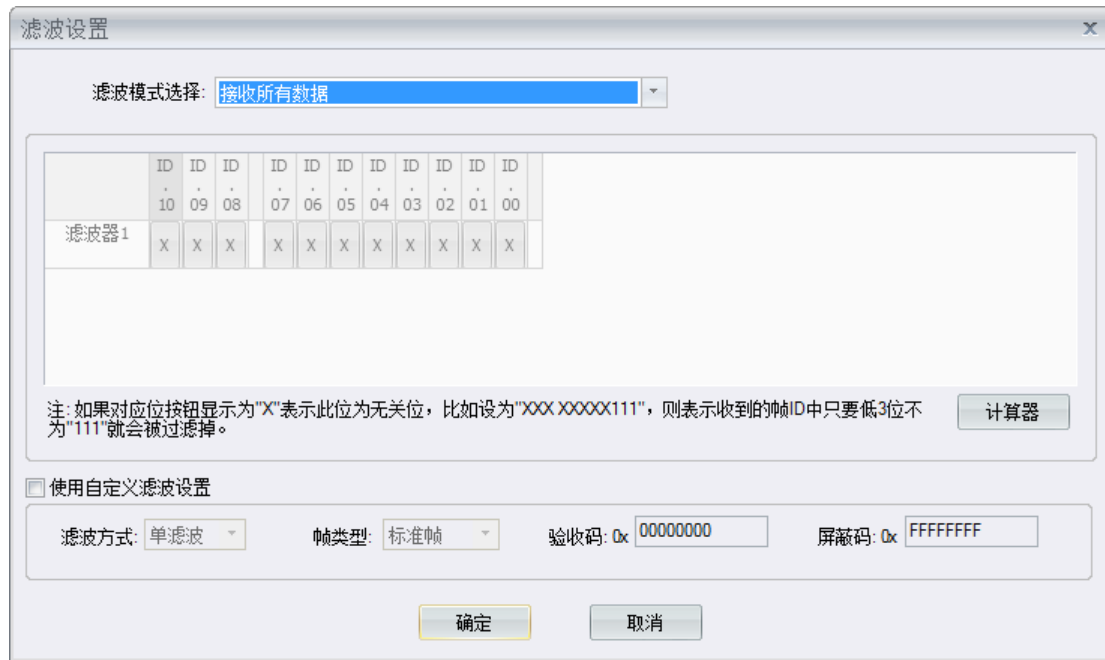 滤波设置 x
滤波模式选择: 接收所有数据
ID.10 ID.09 ID.08 ID.07 ID.06 ID.05 ID.04 ID.03 ID.02 ID.01 ID.00
滤波器1 X X X X X X X X X X X
注: 如果对应位按钮显示为"X"表示此位为无关位，比如设为"XXX XXXXX111"，则表示收到的帧ID中只要低3位不
为"111"就会被过滤掉。
计算器
使用自定义滤波设置
滤波方式: 单滤波 帧类型: 标准帧 验收码: 0x 00000000 屏蔽码: 0x FFFFFFFF
确定 取消